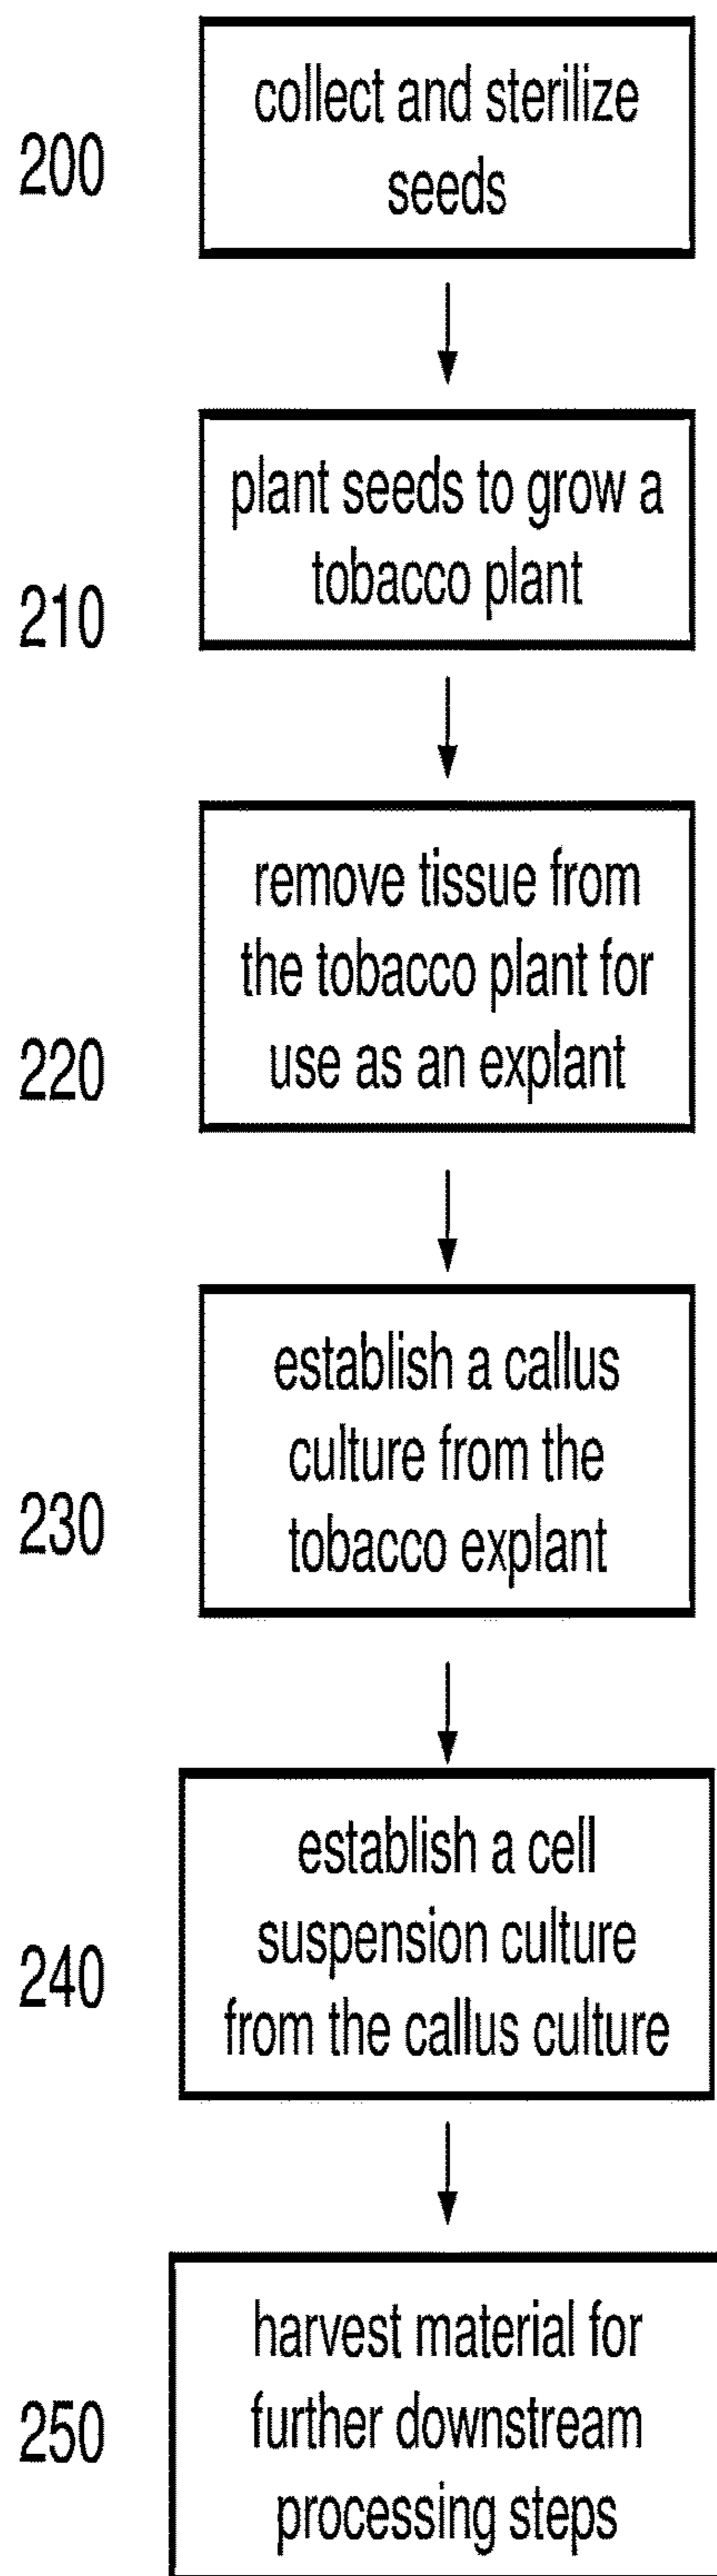 200
collect and sterilize
seeds
210
plant seeds to grow a
tobacco plant
220
remove tissue from
the tobacco plant for
use as an explant
230
establish a callus
culture from the
tobacco explant
240
establish a cell
suspension culture
from the callus culture
250
harvest material for
further downstream
processing steps